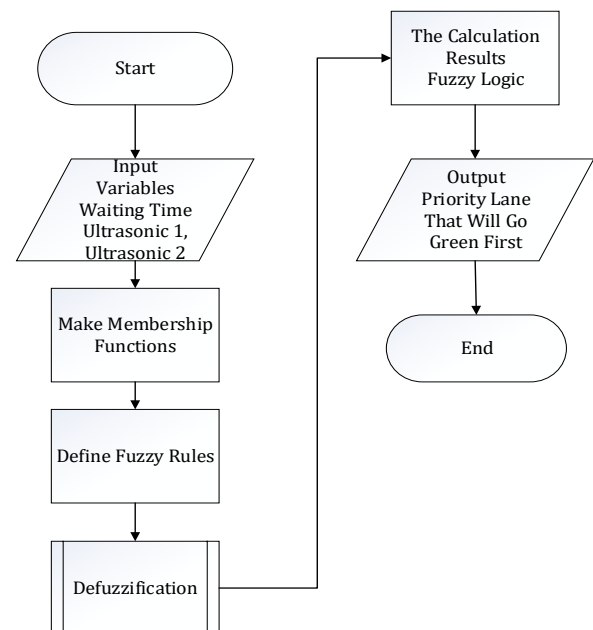 Start
Input
Variables
Waiting Time
Ultrasonic 1,
Ultrasonic 2
Make Membership
Functions
Define Fuzzy Rules
Defuzzification
The Calculation
Results
Fuzzy Logic
Output
Priority Lane
That Will Go
Green First
End